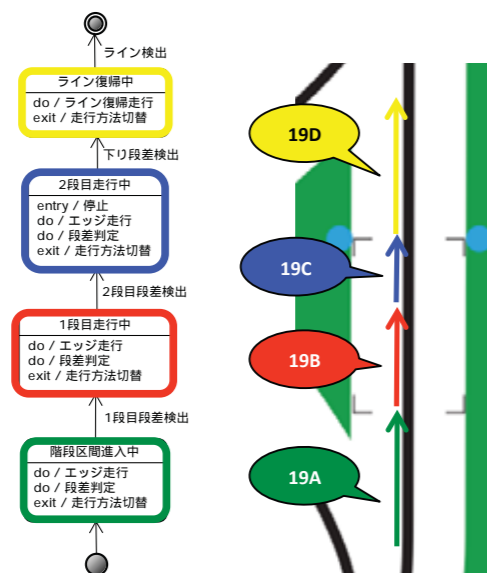 ライン検出
ライン復帰中
do / ライン復帰走行
exit / 走行方法切替
下り段差検出
2段目走行中
entry / 停止
do / エッジ走行
do / 段差判定
exit / 走行方法切替
2段目段差検出
1段目走行中
do / エッジ走行
do / 段差判定
exit / 走行方法切替
1段目段差検出
階段区間進入中
do / エッジ走行
do / 段差判定
exit / 走行方法切替
19D
19C
19B
19A